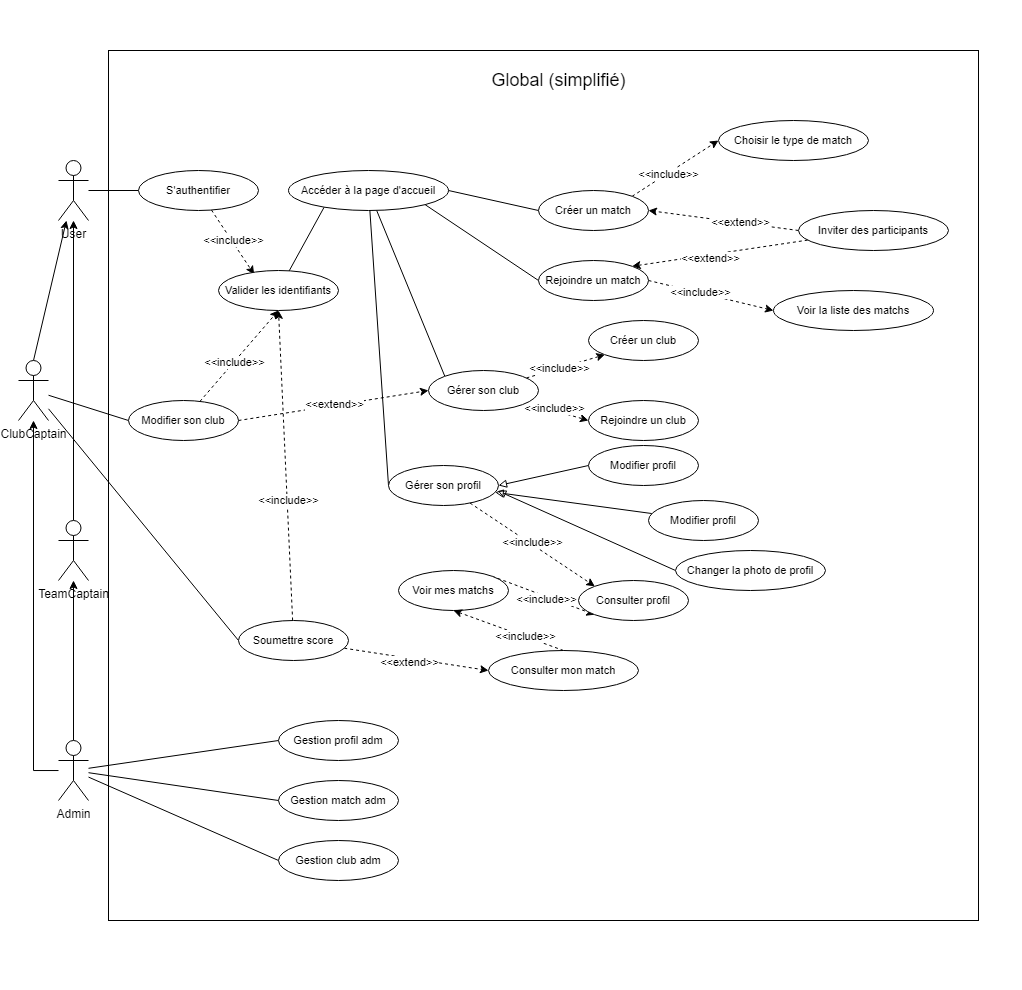 Global (simplifié)
Choisir le type de match
<<include>>
S'authentifier
Accéder à la page d'accueil
Créer un match
<<extend>>
Inviter des participants
User
<<include>>
<<extend>>
Valider les identifiants
Rejoindre un match
<<include>>
Voir la liste des matchs
Créer un club
<<include>>
<<include>>
Gérer son club
<<extend>>
<<include>>
Modifier son club
Rejoindre un club
ClubCaptain
Modifier profil
Gérer son profil
<<include>>
Modifier profil
<<include>>
Changer la photo de profil
TeamCaptain
Voir mes matchs
<<include>>
Consulter profil
<<include>>
Soumettre score
<<extend>>
Consulter mon match
Gestion profil adm
Gestion match adm
Admin
Gestion club adm